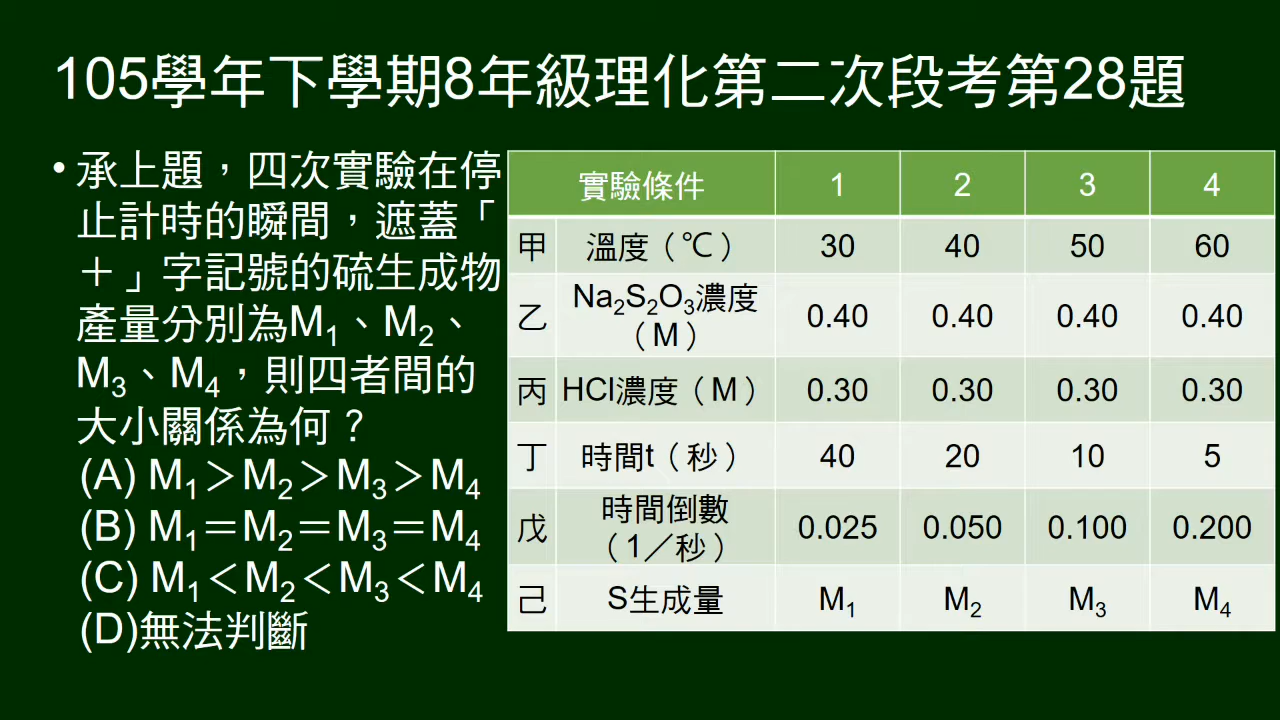 105學年下學期8年級理化第二次段考第28題
• 承上題，四次實驗在停
止計時的瞬間，遮蓋「
＋」字記號的硫生成物
產量分別為M₁、M₂、
M₃、M₄，則四者間的
大小關係為何？
(A) M₁＞M₂＞M₃＞M₄
(B) M₁＝M₂＝M₃＝M₄
(C) M₁＜M₂＜M₃＜M₄
(D)無法判斷
實驗條件 1 2 3 4
甲 溫度（℃） 30 40 50 60
乙 Na₂S₂O₃濃度（M） 0.40 0.40 0.40 0.40
丙 HCl濃度（M） 0.30 0.30 0.30 0.30
丁 時間t（秒） 40 20 10 5
戊 時間倒數（1／秒） 0.025 0.050 0.100 0.200
己 S生成量 M₁ M₂ M₃ M₄